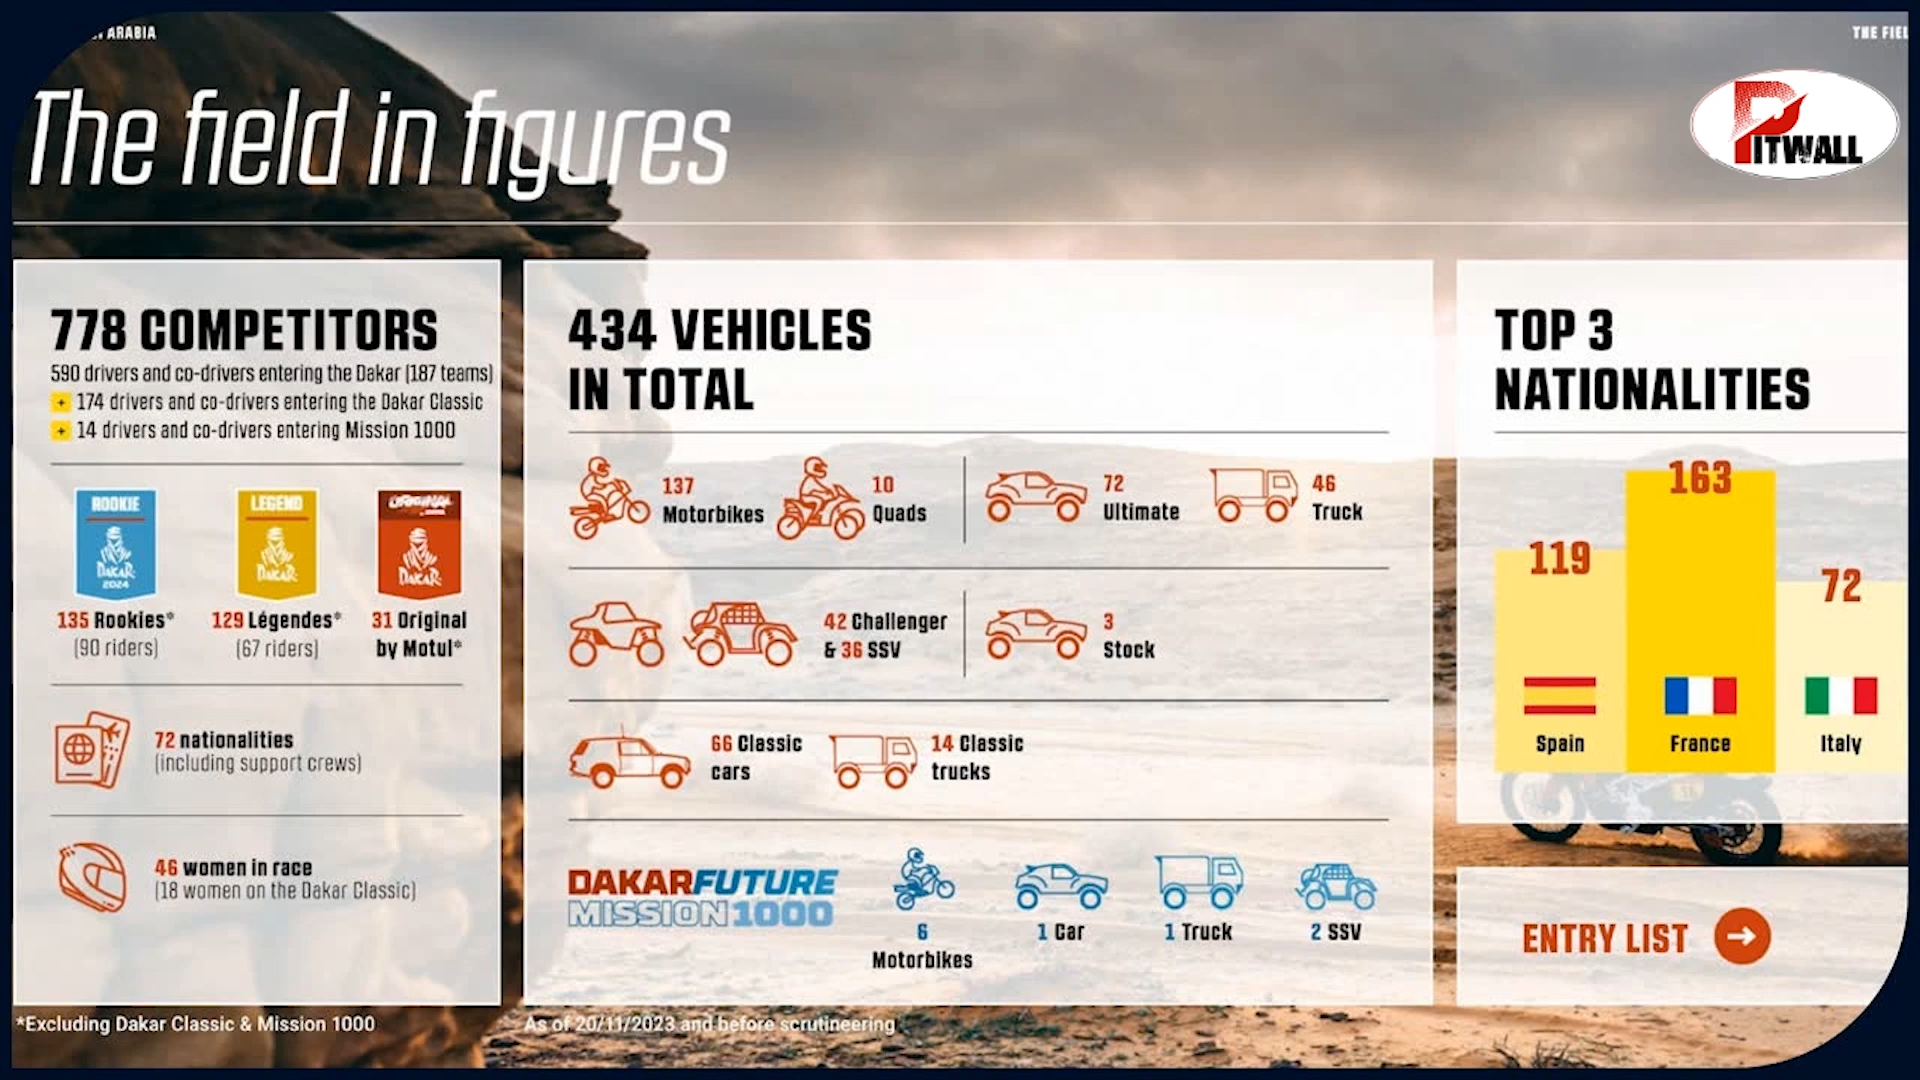 ARABIA
THE FIEL
The field in figures
PITWALL
778 COMPETITORS
590 drivers and co-drivers entering the Dakar (187 teams)
+ 174 drivers and co-drivers entering the Dakar Classic
+ 14 drivers and co-drivers entering Mission 1000
ROOKIE
DAKAR
2024
LEGEND
DAKAR
ORIGINAL
DAKAR
135 Rookies*
(90 riders)
129 Légendes*
(67 riders)
31 Original
by Motul*
72 nationalities
(including support crews)
46 women in race
(18 women on the Dakar Classic)
*Excluding Dakar Classic & Mission 1000
434 VEHICLES
IN TOTAL
137
Motorbikes
10
Quads
72
Ultimate
46
Truck
42 Challenger
& 36 SSV
3
Stock
66 Classic
cars
14 Classic
trucks
DAKARFUTURE
MISSION 1000
6
Motorbikes
1 Car
1 Truck
2 SSV
As of 20/11/2023 and before scrutineering
TOP 3
NATIONALITIES
119
163
72
Spain
France
Italy
ENTRY LIST